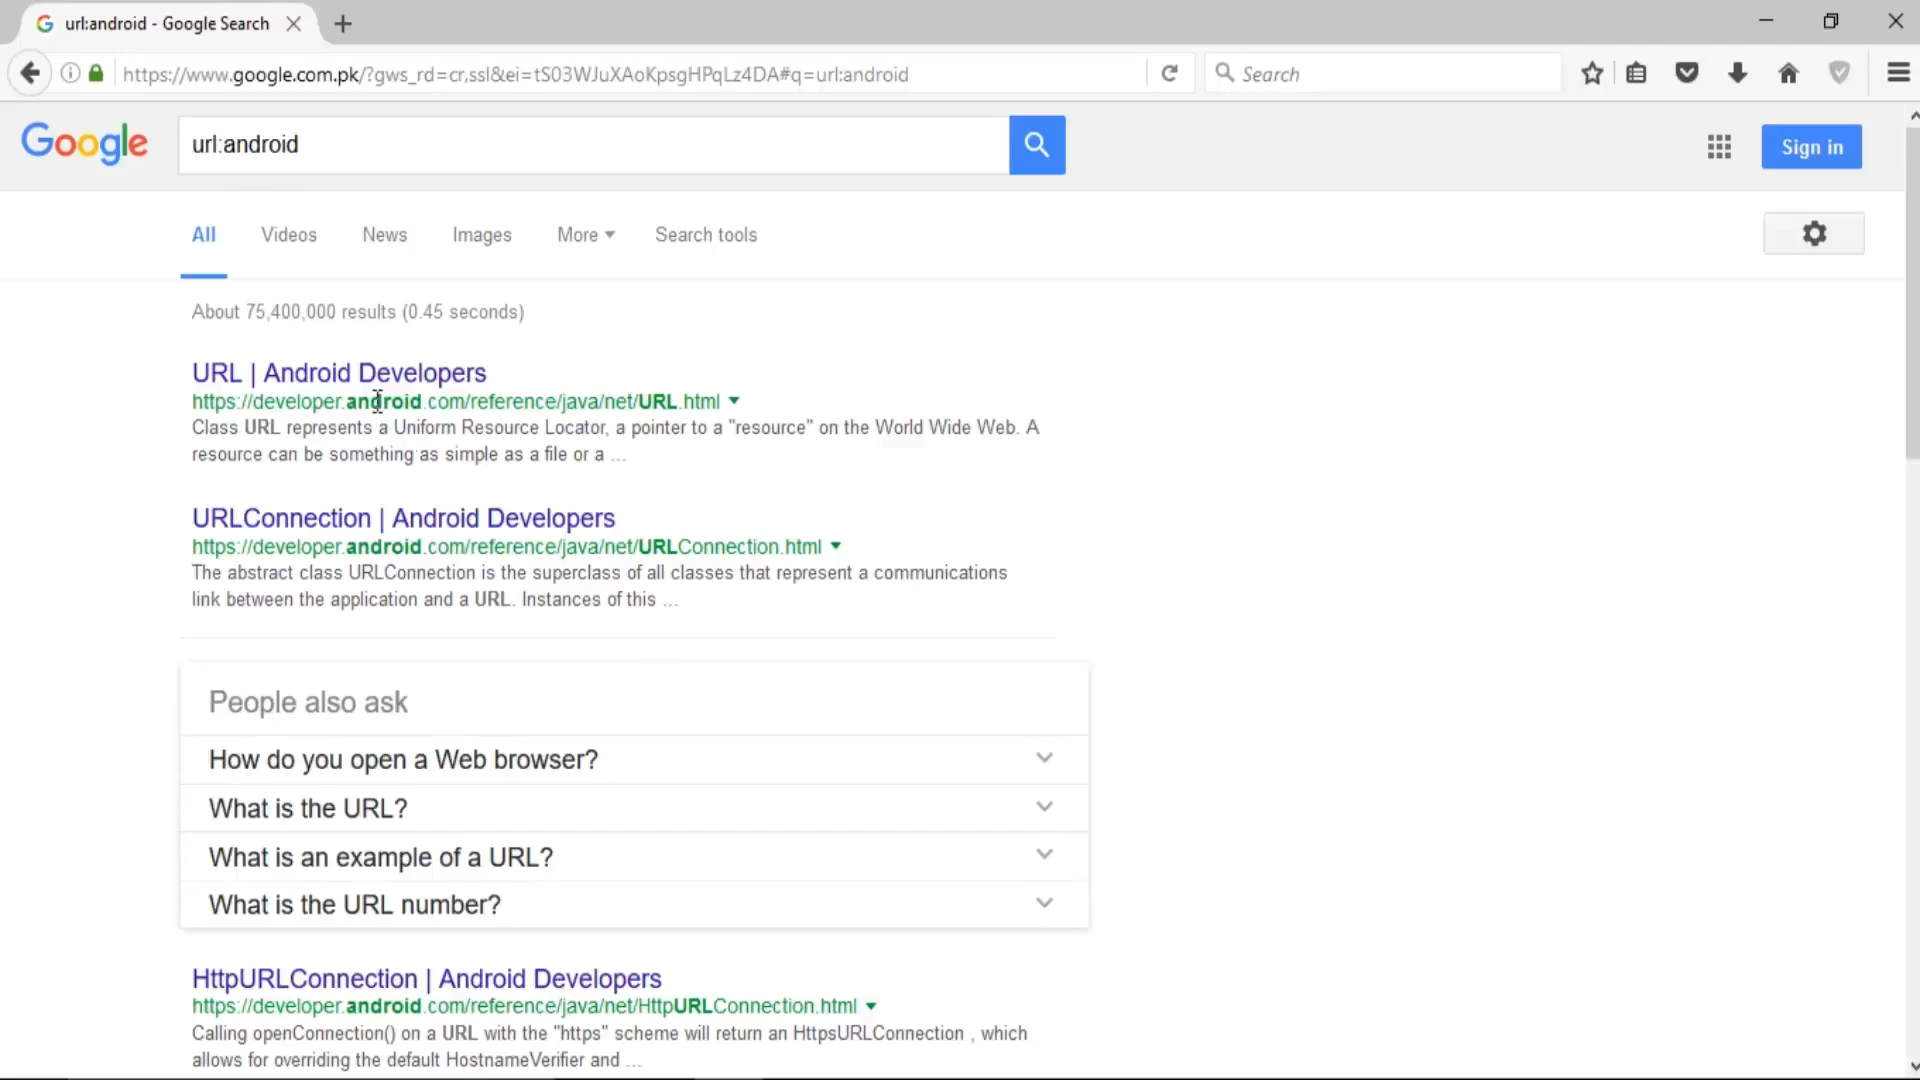 url:android - Google Search
https://www.google.com.pk/?gws_rd=cr,ssl&ei=tS03WJuXAoKpsgHPqLz4DA#q=url:android
Search
Google
url:android
Sign in
All Videos News Images More Search tools
About 75,400,000 results (0.45 seconds)
URL | Android Developers
https://developer.android.com/reference/java/net/URL.html
Class URL represents a Uniform Resource Locator, a pointer to a "resource" on the World Wide Web. A
resource can be something as simple as a file or a ...
URLConnection | Android Developers
https://developer.android.com/reference/java/net/URLConnection.html
The abstract class URLConnection is the superclass of all classes that represent a communications
link between the application and a URL. Instances of this ...
People also ask
How do you open a Web browser?
What is the URL?
What is an example of a URL?
What is the URL number?
HttpURLConnection | Android Developers
https://developer.android.com/reference/java/net/HttpURLConnection.html
Calling openConnection() on a URL with the "https" scheme will return an HttpsURLConnection , which
allows for overriding the default HostnameVerifier and ...